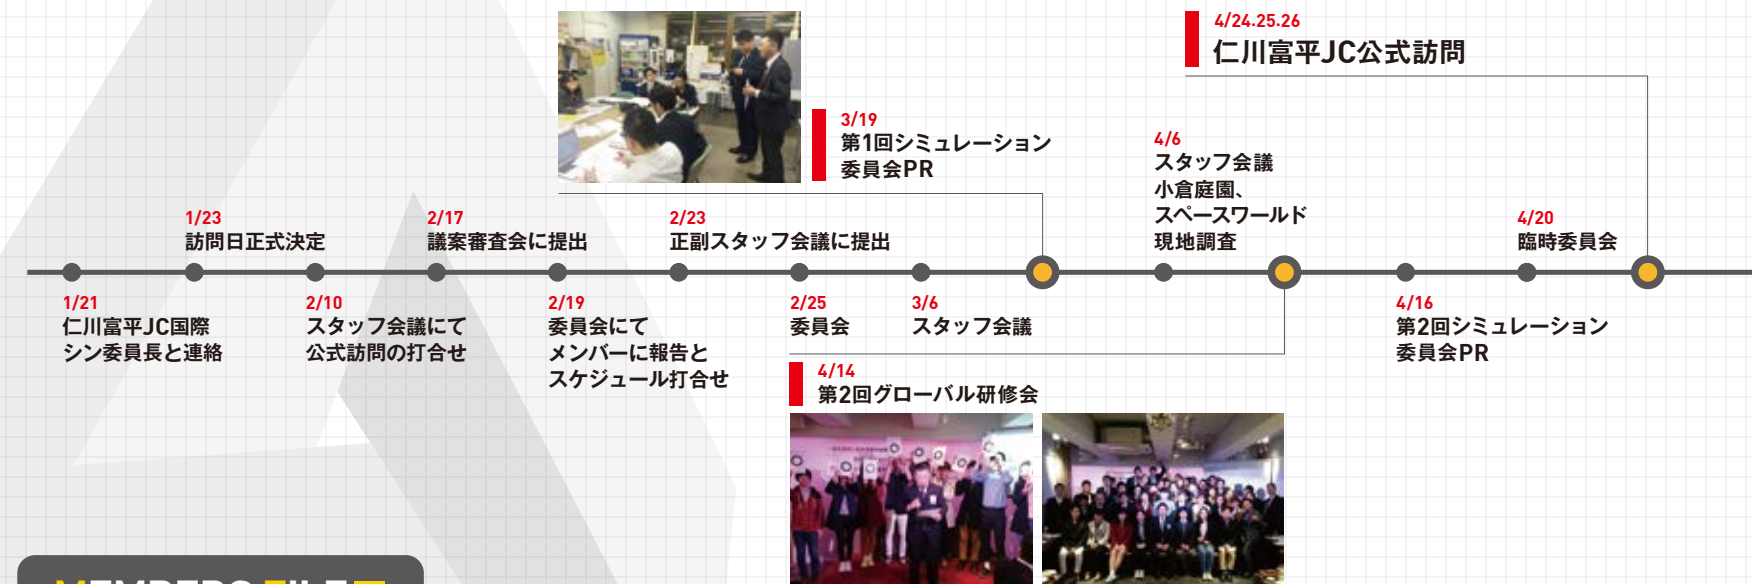 4/24.25.26
仁川富平JC公式訪問
3/19
第1回シミュレーション
委員会PR
4/6
スタッフ会議
小倉庭園、
スペースワールド
現地調査
1/23
訪問日正式決定
2/17
議案審査会に提出
2/23
正副スタッフ会議に提出
4/20
臨時委員会
1/21
仁川富平JC国際
シン委員長と連絡
2/10
スタッフ会議にて
公式訪問の打合せ
2/19
委員会にて
メンバーに報告と
スケジュール打合せ
2/25
委員会
3/6
スタッフ会議
4/16
第2回シミュレーション
委員会PR
4/14
第2回グローバル研修会